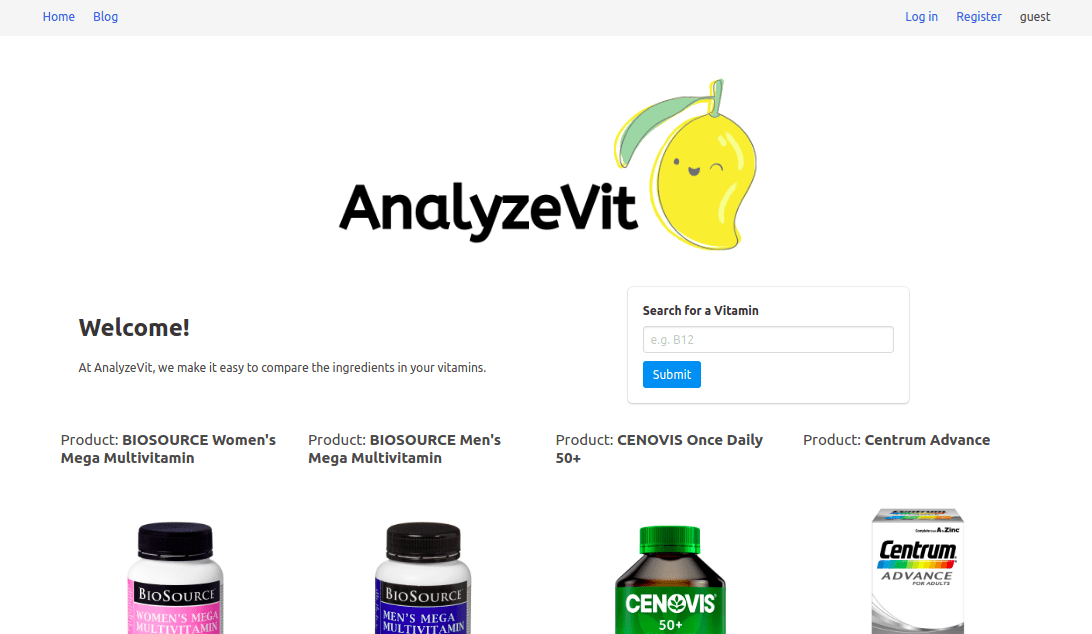 Home Blog Log in Register guest
AnalyzeVit
Search for a Vitamin
Welcome!
e.g. B12
At AnalyzeVit, we make it easy to compare the ingredients in your vitamins.
Submit
Product: BIOSOURCE Women's
Mega Multivitamin
Product: BIOSOURCE Men's
Mega Multivitamin
Product: CENOVIS Once Daily
50+
Product: Centrum Advance
BIOSOURCE
WOMEN'S MEGA
MULTIVITAMIN
BIOSOURCE
MEN'S MEGA
MULTIVITAMIN
CENOVIS
50+
A to Zinc
Centrum
ADVANCE
FOR ADULTS